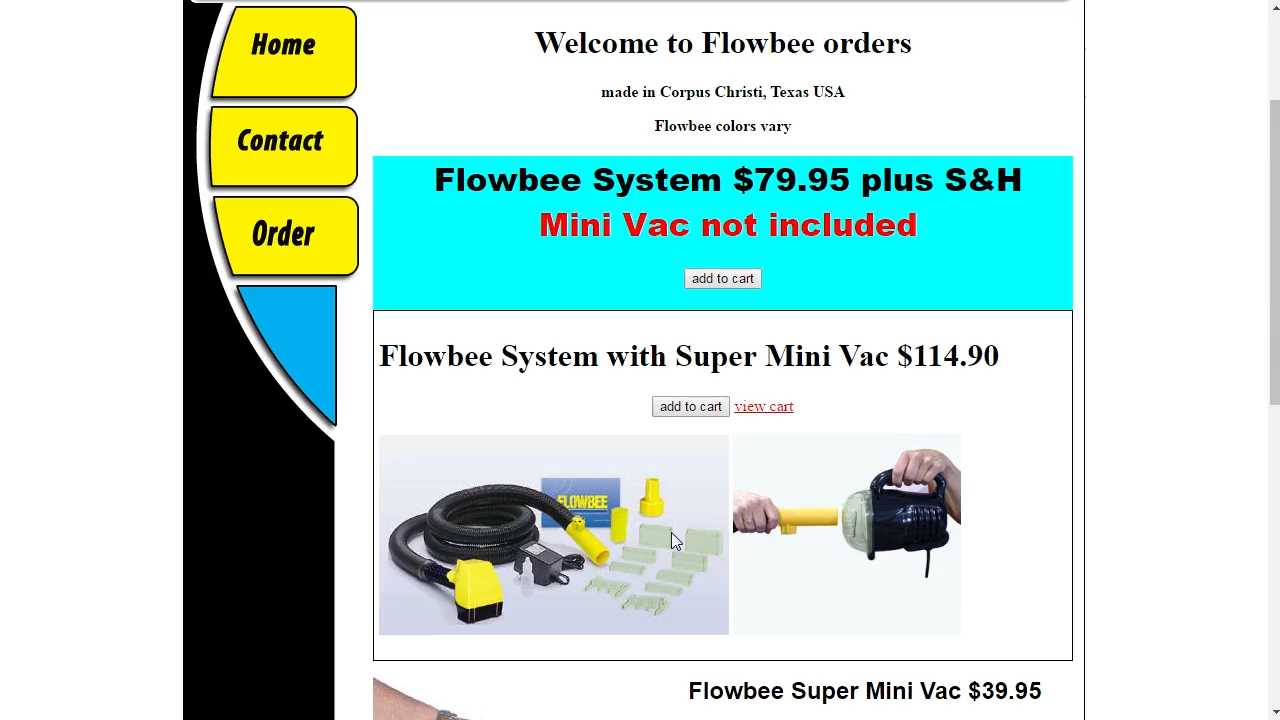 Home
Contact
Order
Welcome to Flowbee orders
made in Corpus Christi, Texas USA
Flowbee colors vary
Flowbee System $79.95 plus S&H
Mini Vac not included
add to cart
Flowbee System with Super Mini Vac $114.90
add to cart view cart
FLOWBEE
Flowbee Super Mini Vac $39.95